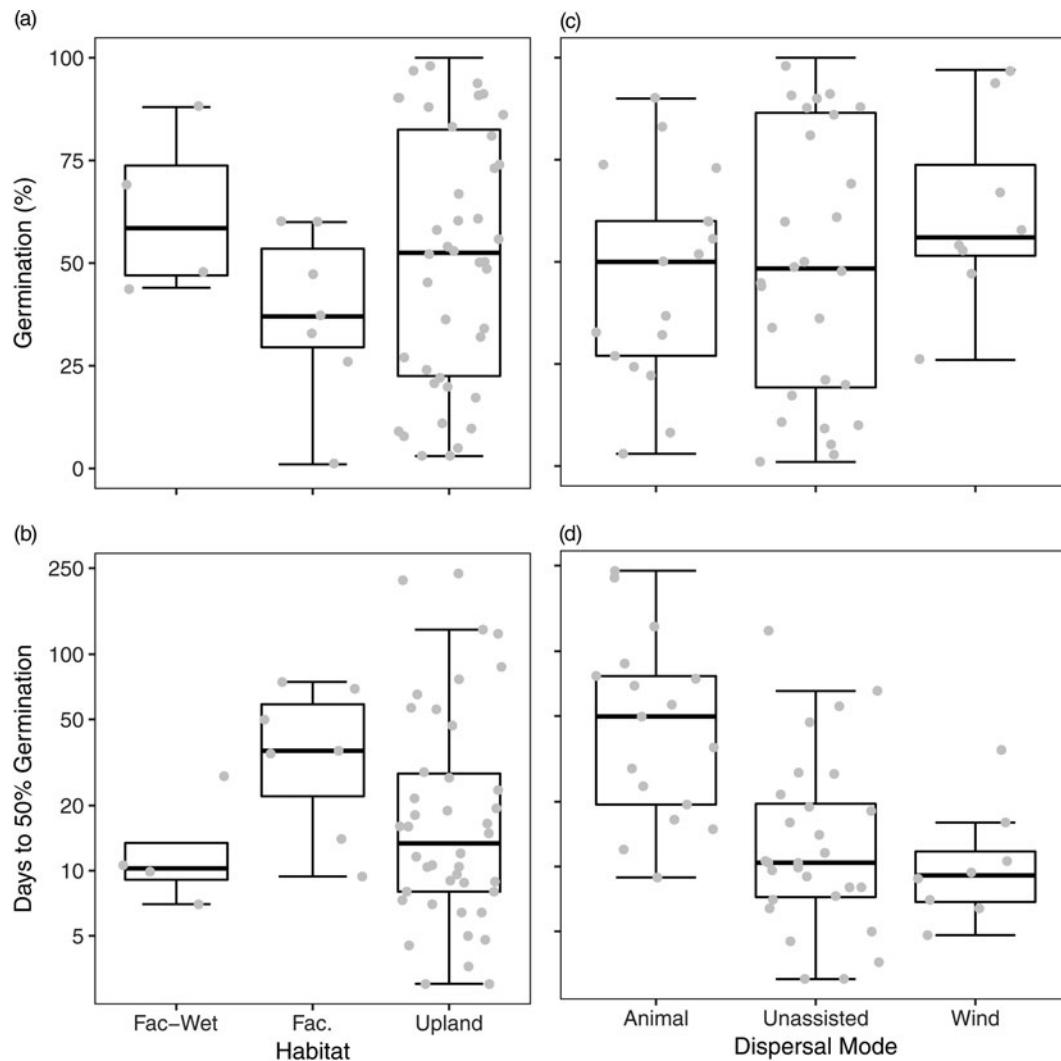 (a)
(c)
Germination (%)
100
75
50
25
0
(b)
(d)
Days to 50% Germination
250
100
50
20
10
5
Fac–Wet Fac. Upland
Habitat
Animal Unassisted Wind
Dispersal Mode